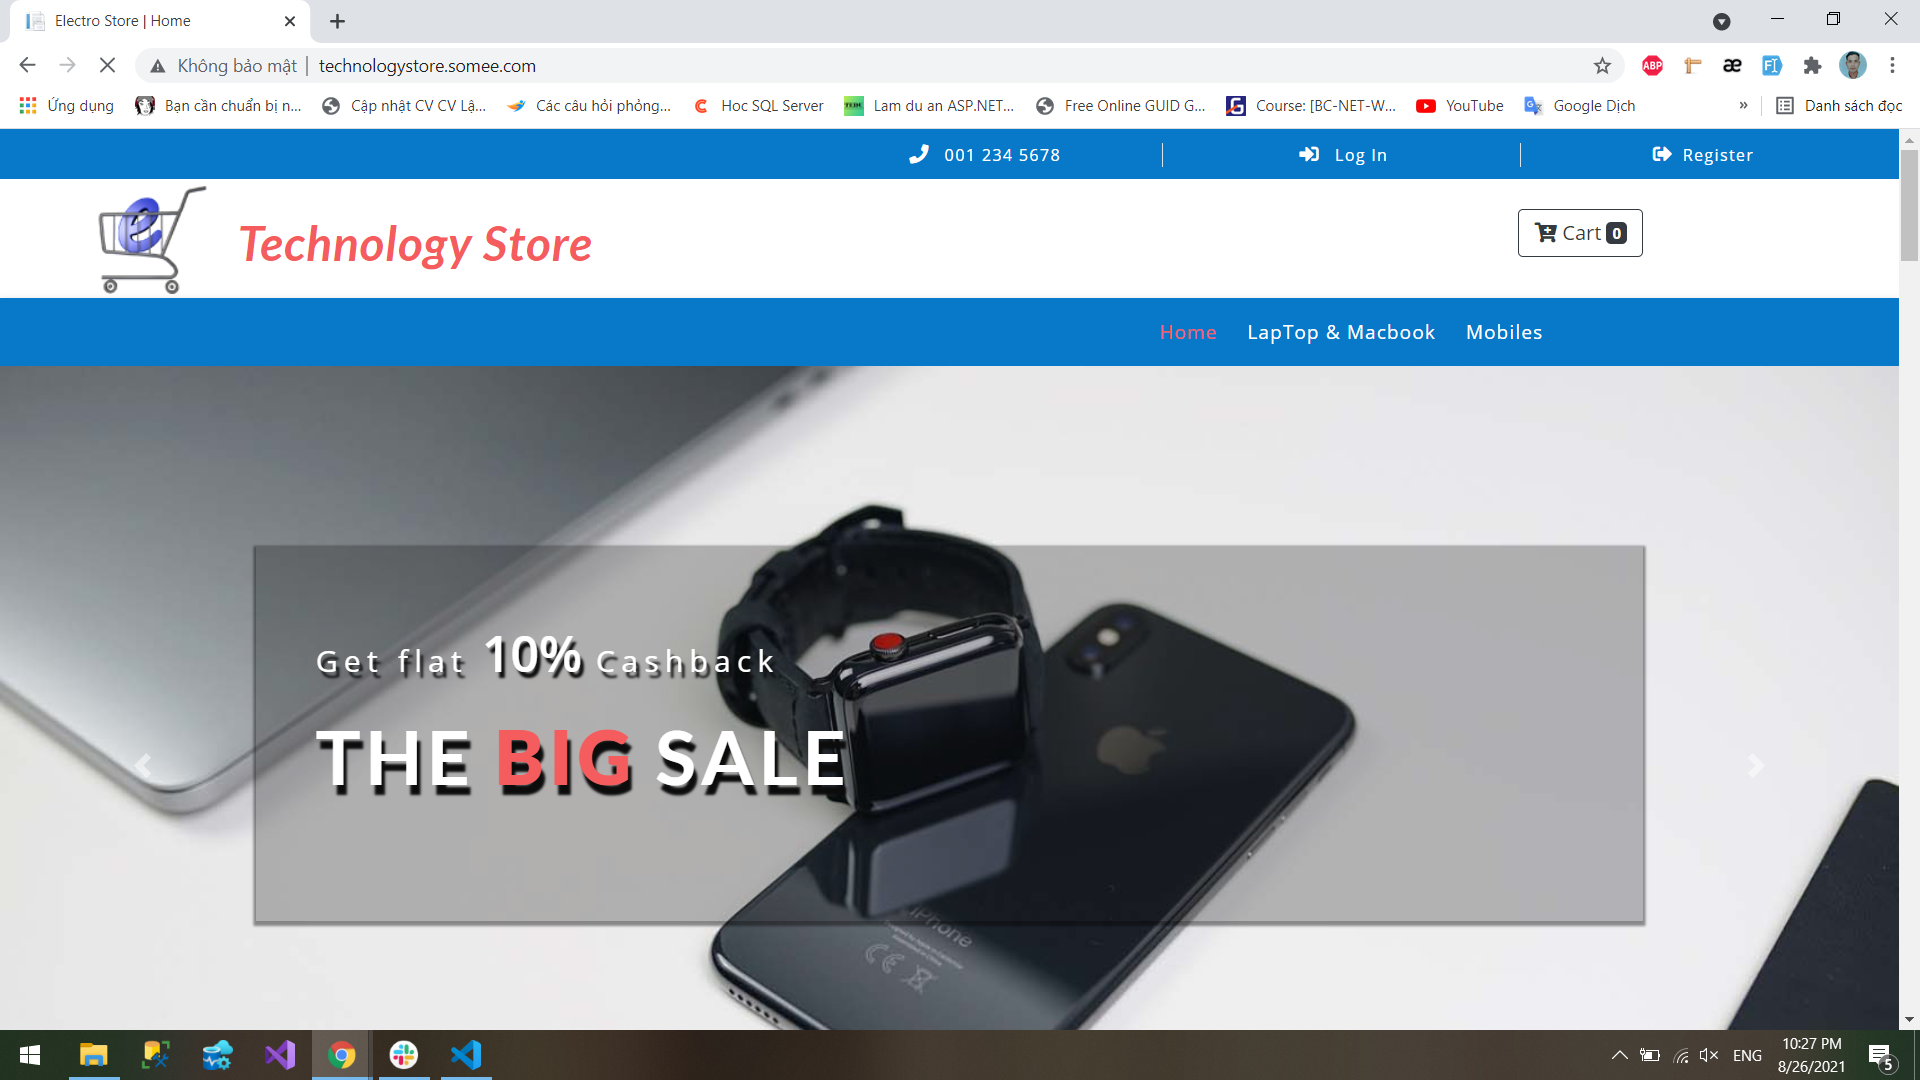 Electro Store | Home
Không bảo mật | technologystore.somee.com
ABP
æ
Ứng dụng
Bạn cần chuẩn bị n...
Cập nhật CV CV Lậ...
Các câu hỏi phỏng...
Hoc SQL Server
Lam du an ASP.NET...
Free Online GUID G...
Course: [BC-NET-W...
YouTube
Google Dịch
»
Danh sách đọc
001 234 5678
Log In
Register
e
Technology Store
Cart 0
Home
LapTop & Macbook
Mobiles
Get flat 10% Cashback
THE BIG SALE
iPhone
CE
ENG
10:27 PM
8/26/2021
5